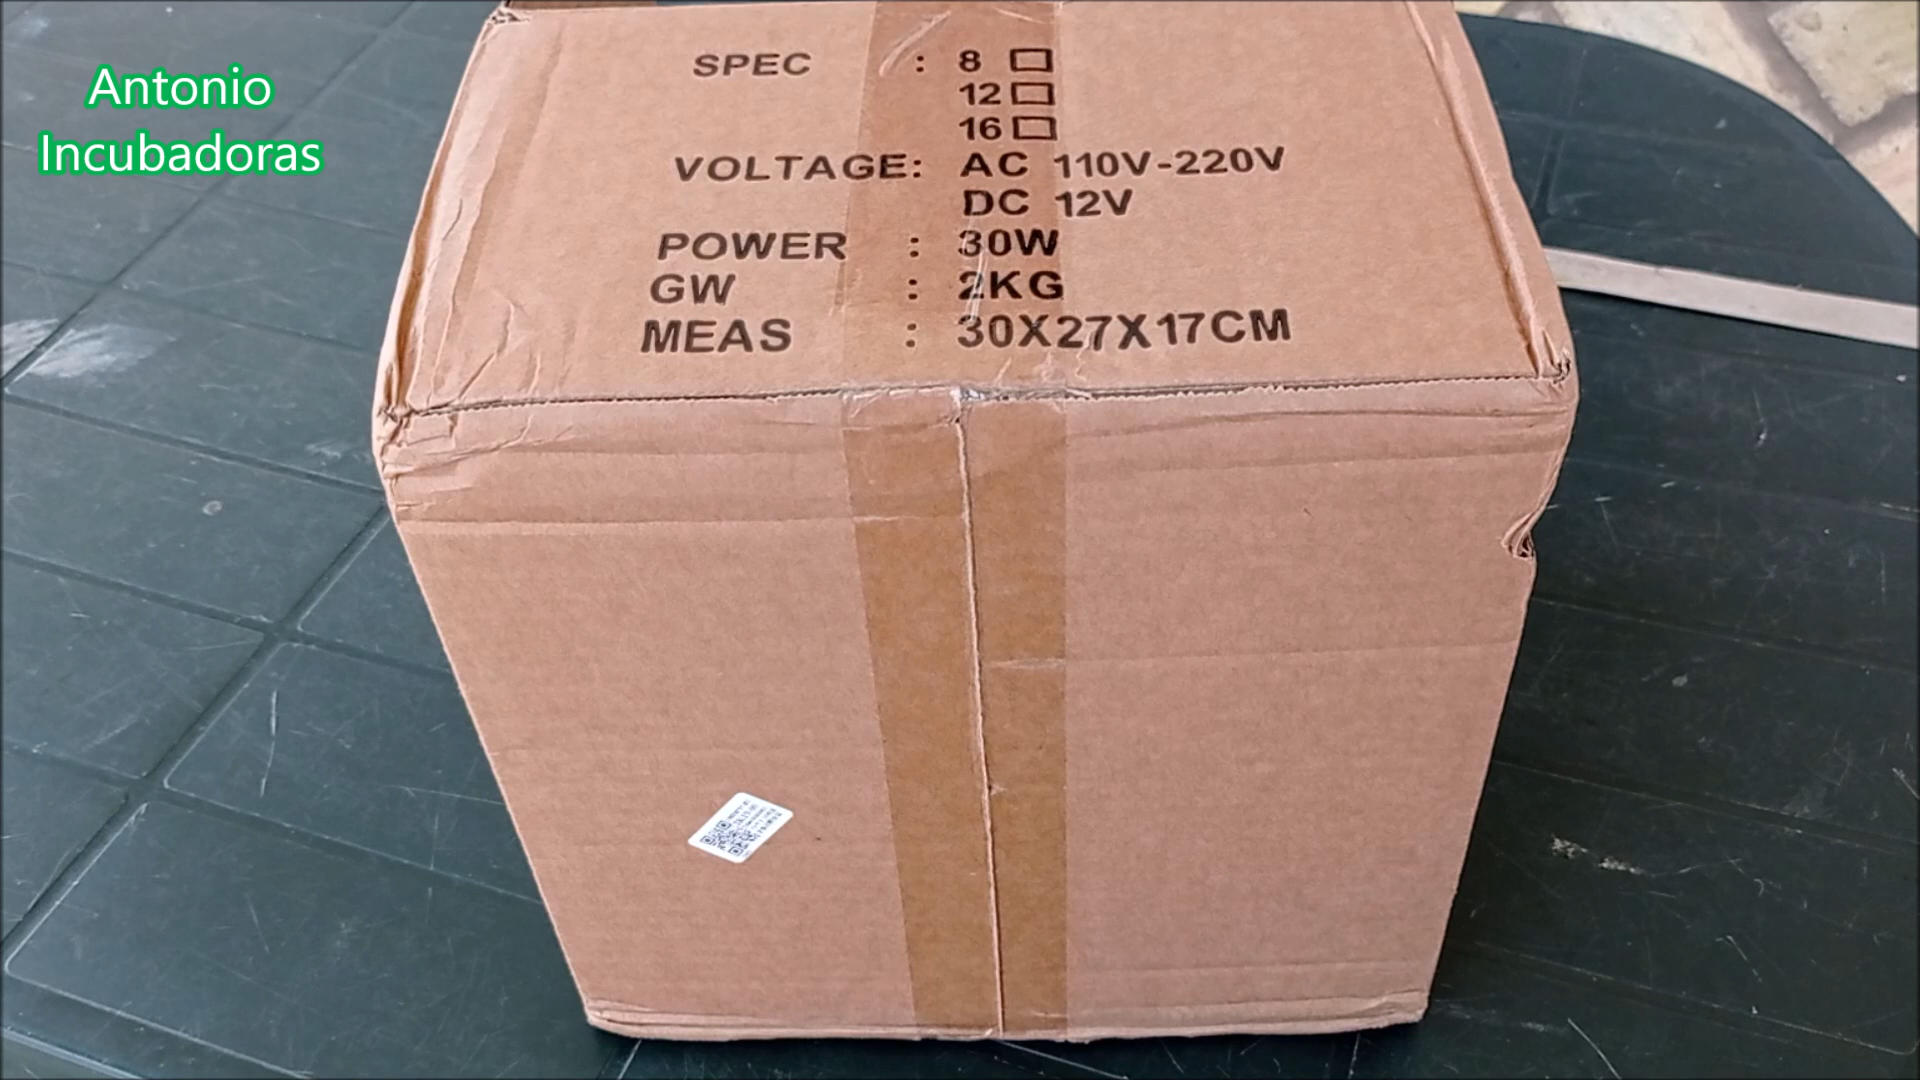 Antonio
Incubadoras
SPEC : 8 ☐
12 ☐
16 ☐
VOLTAGE: AC 110V-220V
DC 12V
POWER : 30W
GW : 2KG
MEAS : 30X27X17CM